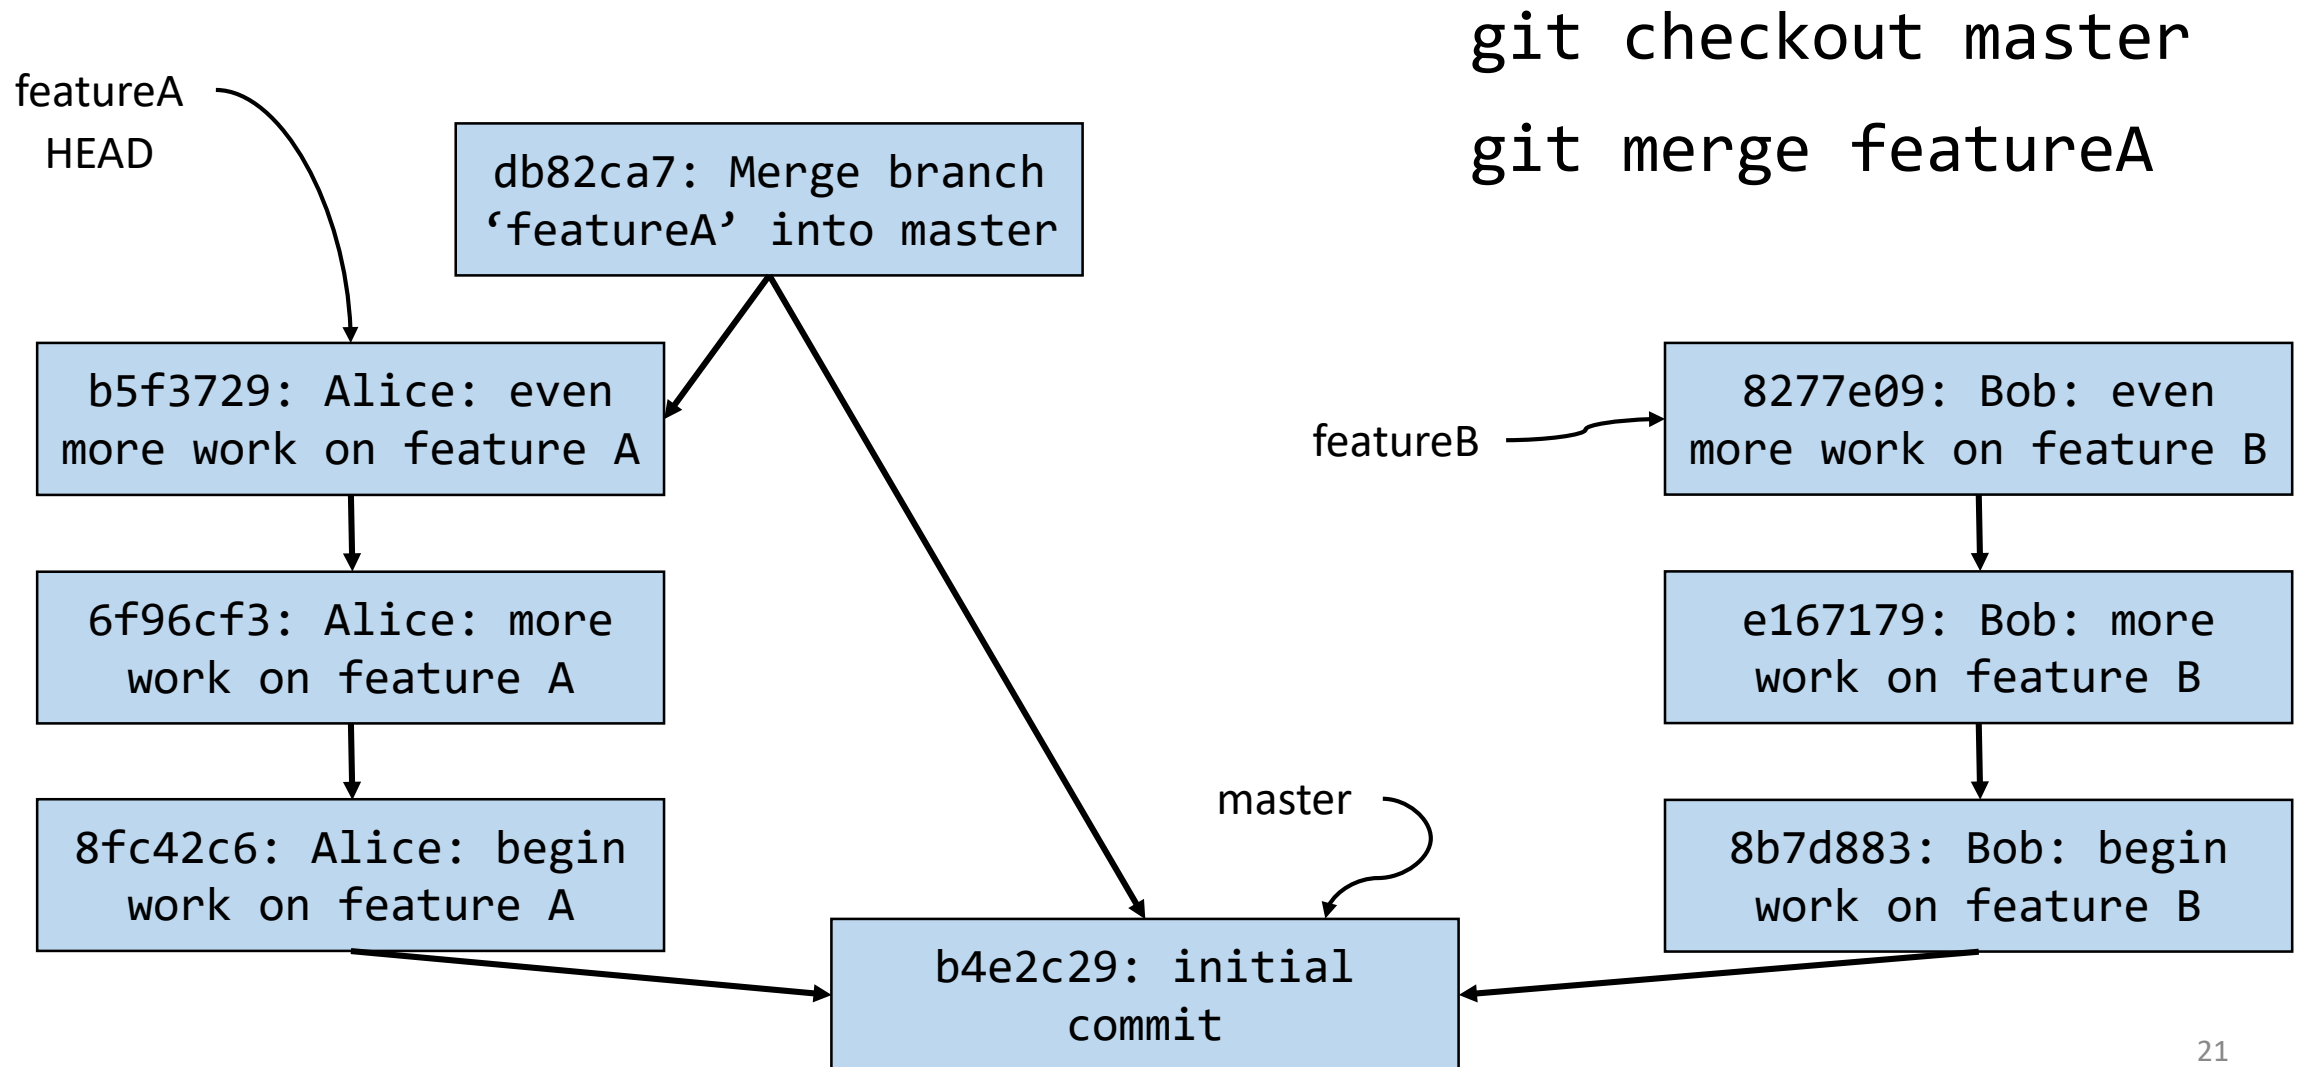 git checkout master
git merge featureA
featureA
HEAD
db82ca7: Merge branch
‘featureA’ into master
b5f3729: Alice: even
more work on feature A
featureB
8277e09: Bob: even
more work on feature B
6f96cf3: Alice: more
work on feature A
e167179: Bob: more
work on feature B
master
8fc42c6: Alice: begin
work on feature A
8b7d883: Bob: begin
work on feature B
b4e2c29: initial
commit
21